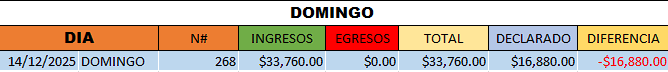 DOMINGO
DIA N# INGRESOS EGRESOS TOTAL DECLARADO DIFERENCIA
14/12/2025 DOMINGO 268 $33,760.00 $0.00 $33,760.00 $16,880.00 -$16,880.00